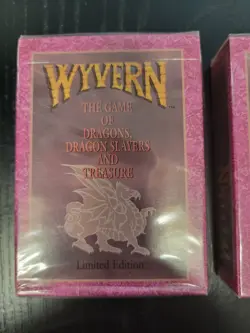 WYVERN
THE GAME
OF
DRAGONS,
DRAGON SLAYERS
AND
TREASURE
Limited Edition